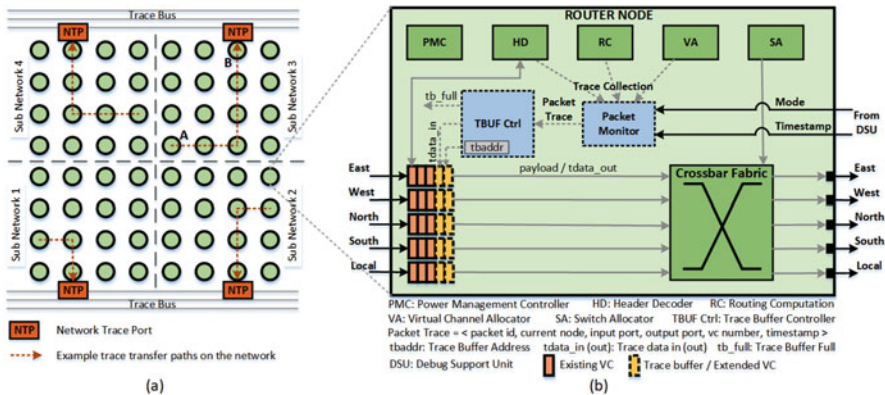 Trace Bus
NTP
NTP
Sub Network 4
Sub Network 3
B
A
Sub Network 1
Sub Network 2
NTP
NTP
Trace Bus
NTP Network Trace Port
Example trace transfer paths on the network
(a)
ROUTER NODE
PMC
HD
RC
VA
SA
Trace Collection
tb_full
TBUF Ctrl
Packet
Trace
Packet
Monitor
Mode
Timestamp
From
DSU
tdata_in
tbaddr
payload / tdata_out
Crossbar Fabric
East
West
North
South
Local
East
West
North
South
Local
PMC: Power Management Controller HD: Header Decoder RC: Routing Computation
VA: Virtual Channel Allocator SA: Switch Allocator TBUF Ctrl: Trace Buffer Controller
Packet Trace = < packet id, current node, input port, output port, vc number, timestamp >
tbaddr: Trace Buffer Address tdata_in (out): Trace data in (out) tb_full: Trace Buffer Full
DSU: Debug Support Unit Existing VC Trace buffer / Extended VC
(b)